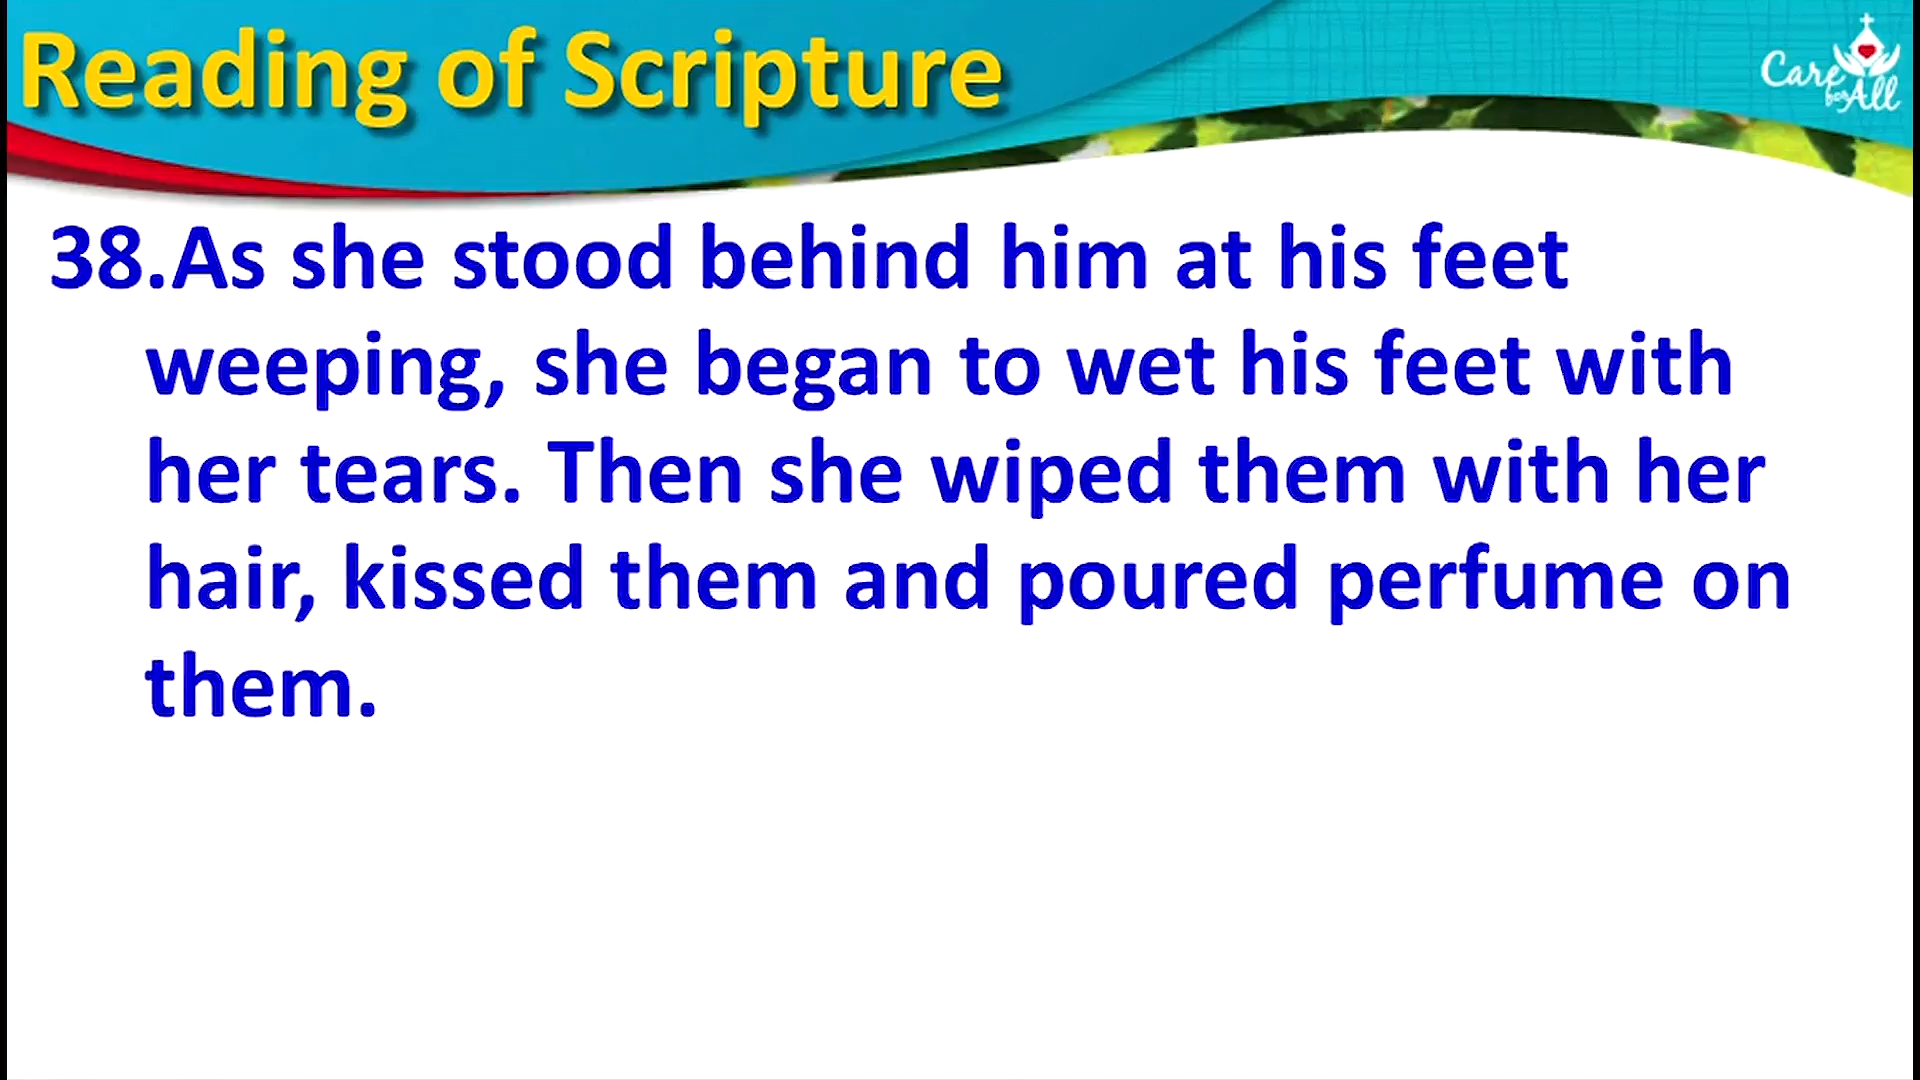 Reading of Scripture
Care
for All
38.As she stood behind him at his feet
weeping, she began to wet his feet with
her tears. Then she wiped them with her
hair, kissed them and poured perfume on
them.